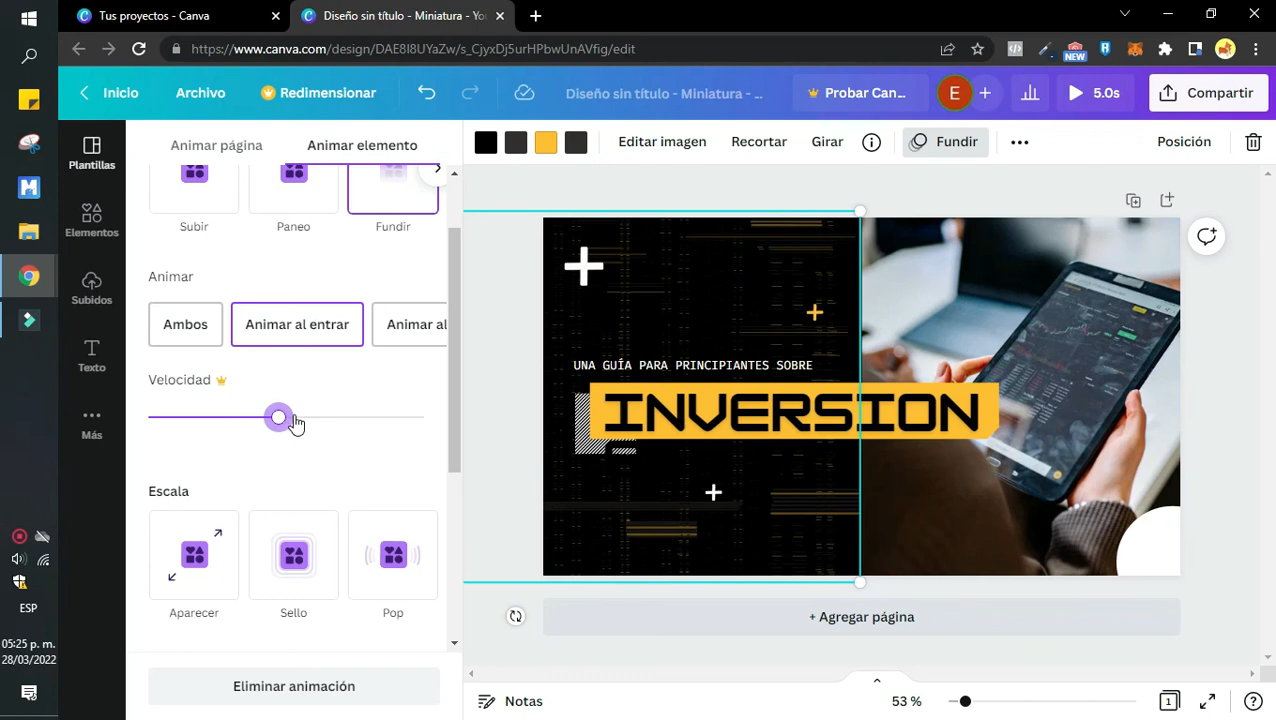 Tus proyectos - Canva
Diseño sin título - Miniatura - You
https://www.canva.com/design/DAE8I8UYaZw/s_CjyxDj5urHPbwUnAVfig/edit
NEW
Inicio
Archivo
Redimensionar
Diseño sin título - Miniatura - ...
Probar Can...
E
5.0s
Compartir
Plantillas
Elementos
Subidos
Texto
Más
Animar página
Animar elemento
Subir
Paneo
Fundir
Animar
Ambos
Animar al entrar
Animar al
Velocidad
Escala
Aparecer
Sello
Pop
Eliminar animación
Editar imagen
Recortar
Girar
Fundir
Posición
UNA GUÍA PARA PRINCIPIANTES SOBRE
INVERSION
+ Agregar página
Notas
53 %
1
ESP
05:25 p. m.
28/03/2022